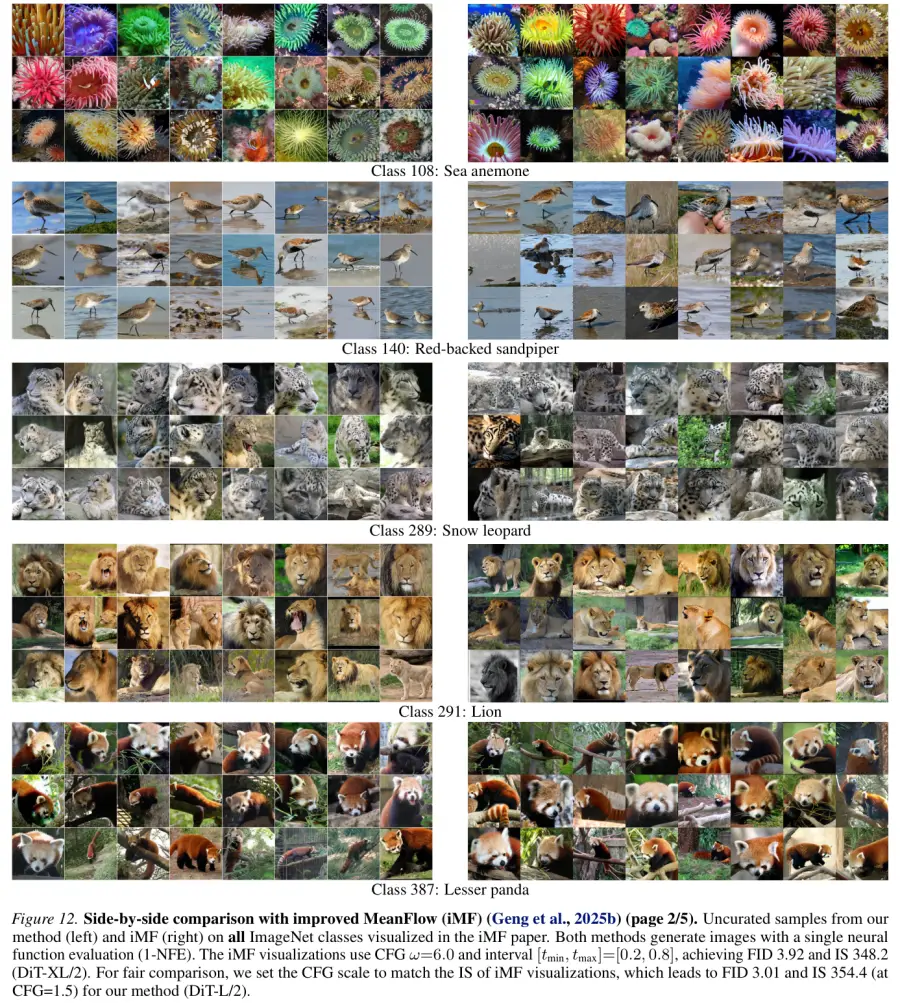 Class 108: Sea anemone
Class 140: Red-backed sandpiper
Class 289: Snow leopard
Class 291: Lion
Class 387: Lesser panda
Figure 12. Side-by-side comparison with improved MeanFlow (iMF) (Geng et al., 2025b) (page 2/5). Uncurated samples from our
method (left) and iMF (right) on all ImageNet classes visualized in the iMF paper. Both methods generate images with a single neural
function evaluation (1-NFE). The iMF visualizations use CFG ω=6.0 and interval [tmin, tmax]=[0.2, 0.8], achieving FID 3.92 and IS 348.2
(DiT-XL/2). For fair comparison, we set the CFG scale to match the IS of iMF visualizations, which leads to FID 3.01 and IS 354.4 (at
CFG=1.5) for our method (DiT-L/2).